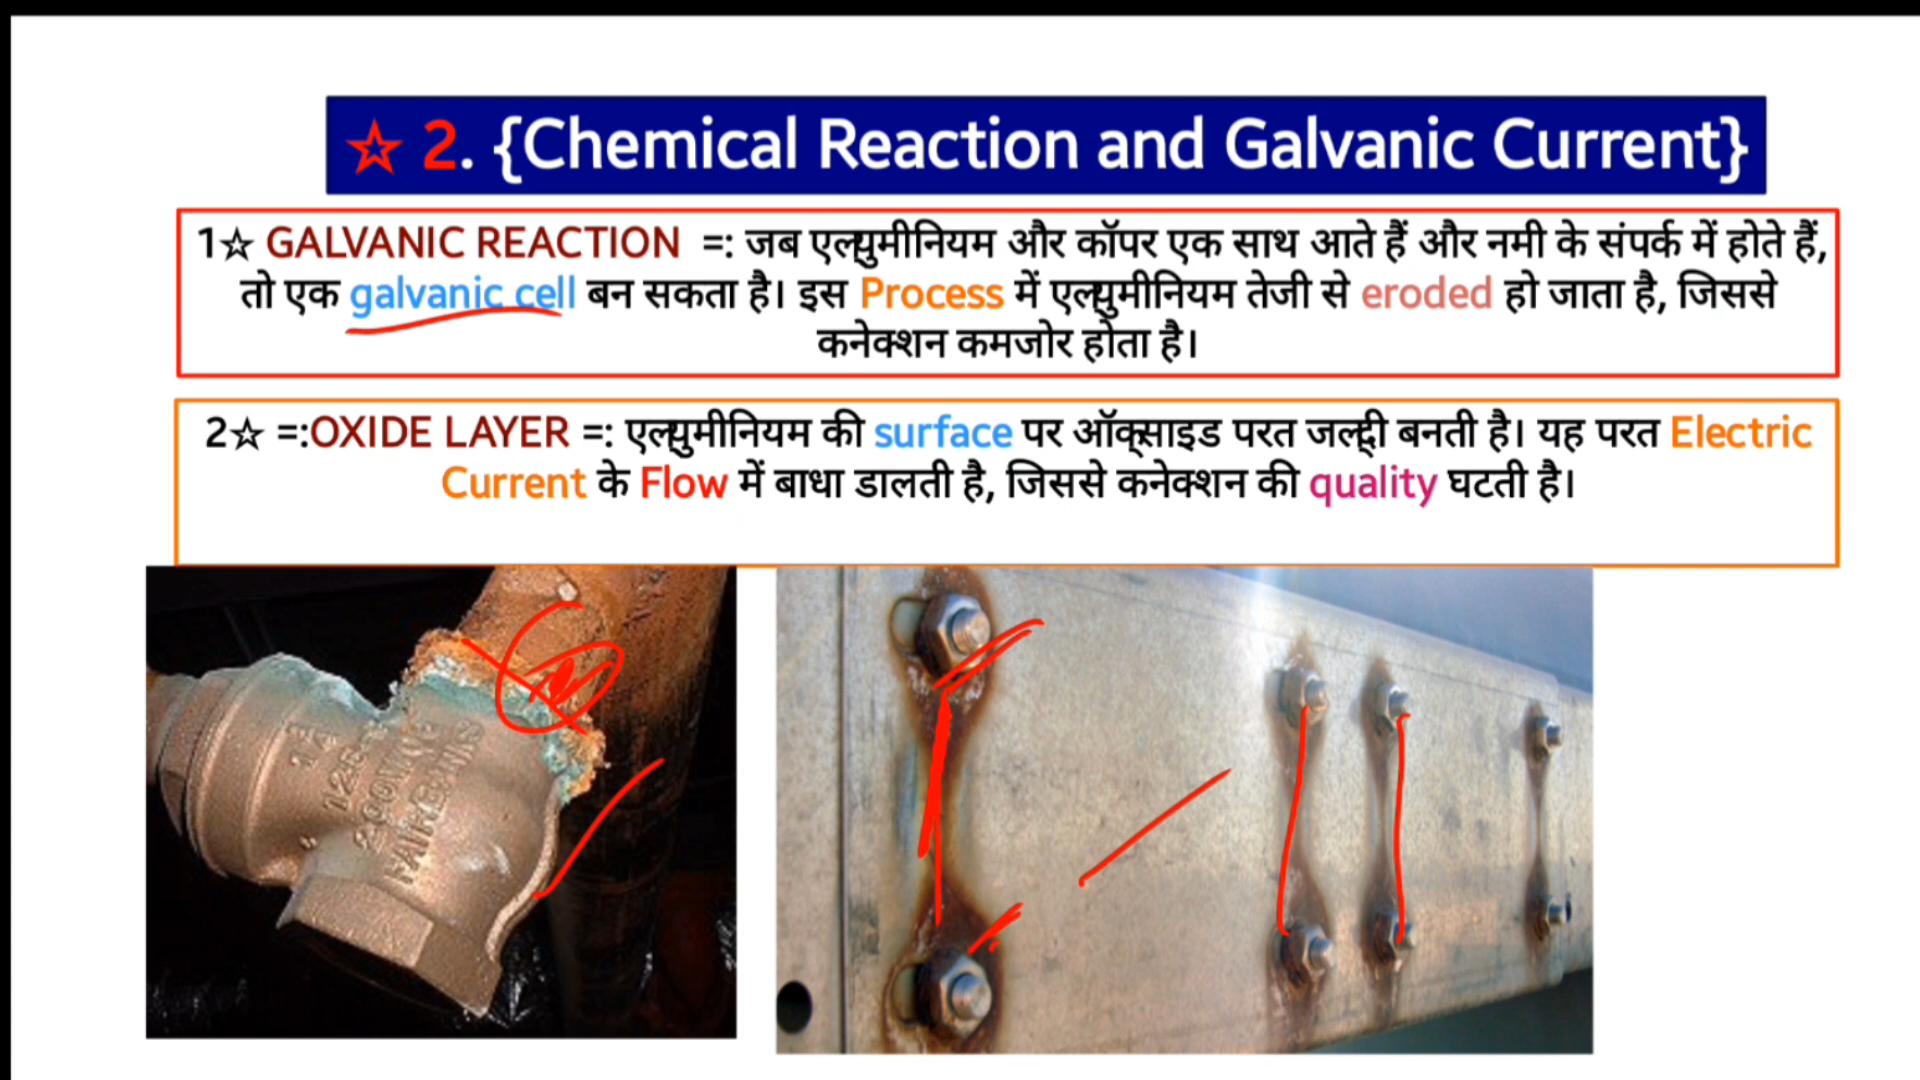 ☆ 2. {Chemical Reaction and Galvanic Current}
1☆ GALVANIC REACTION =: जब एल्युमीनियम और कॉपर एक साथ आते हैं और नमी के संपर्क में होते हैं,
तो एक galvanic cell बन सकता है। इस Process में एल्युमीनियम तेजी से eroded हो जाता है, जिससे
कनेक्शन कमजोर होता है।
2☆ =:OXIDE LAYER =: एल्युमीनियम की surface पर ऑक्साइड परत जल्दी बनती है। यह परत Electric
Current के Flow में बाधा डालती है, जिससे कनेक्शन की quality घटती है।
125